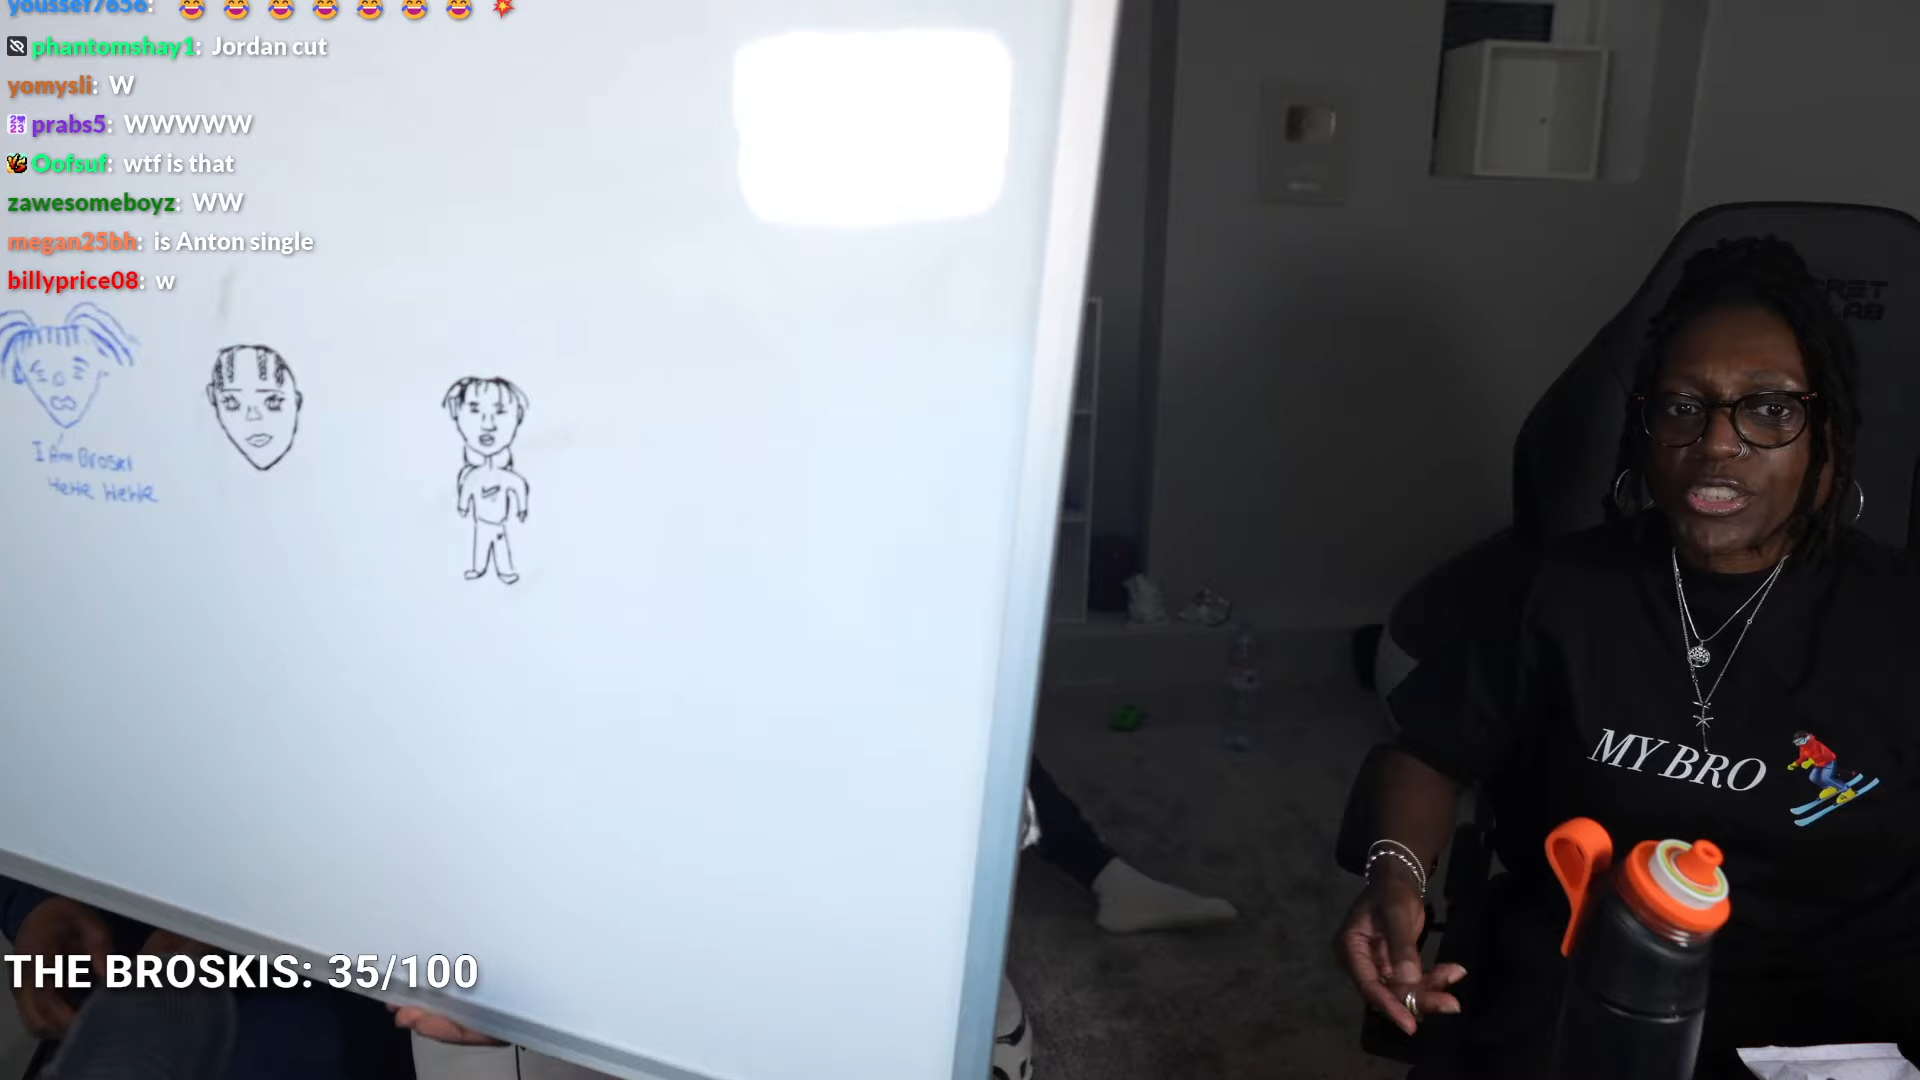 youssef7656: 😂 😂 😂 😂 😂 😂 😂 💥
phantomshay1: Jordan cut
yomysli: W
prabs5: WWWWW
Oofsuf: wtf is that
zawesomeboyz: WW
megan25bh: is Anton single
billyprice08: w
I Am Broski
HeHe HeHe
MY BRO
THE BROSKIS: 35/100